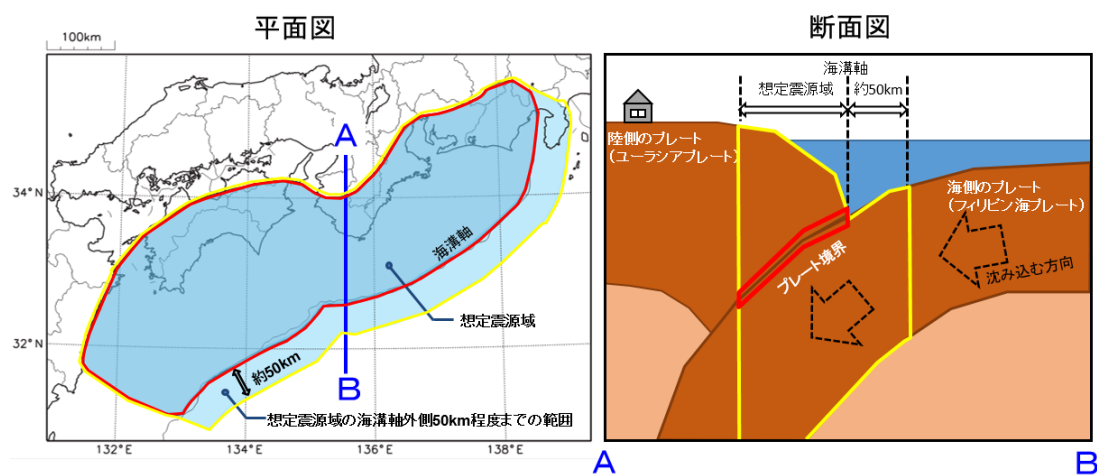 平面図
断面図
100km
34°N
32°N
132°E
134°E
136°E
138°E
A
B
海溝軸
想定震源域
約50km
想定震源域の海溝軸外側50km程度までの範囲
海溝軸
想定震源域
約50km
陸側のプレート
(ユーラシアプレート)
海側のプレート
(フィリピン海プレート)
プレート境界
沈み込む方向
A
B